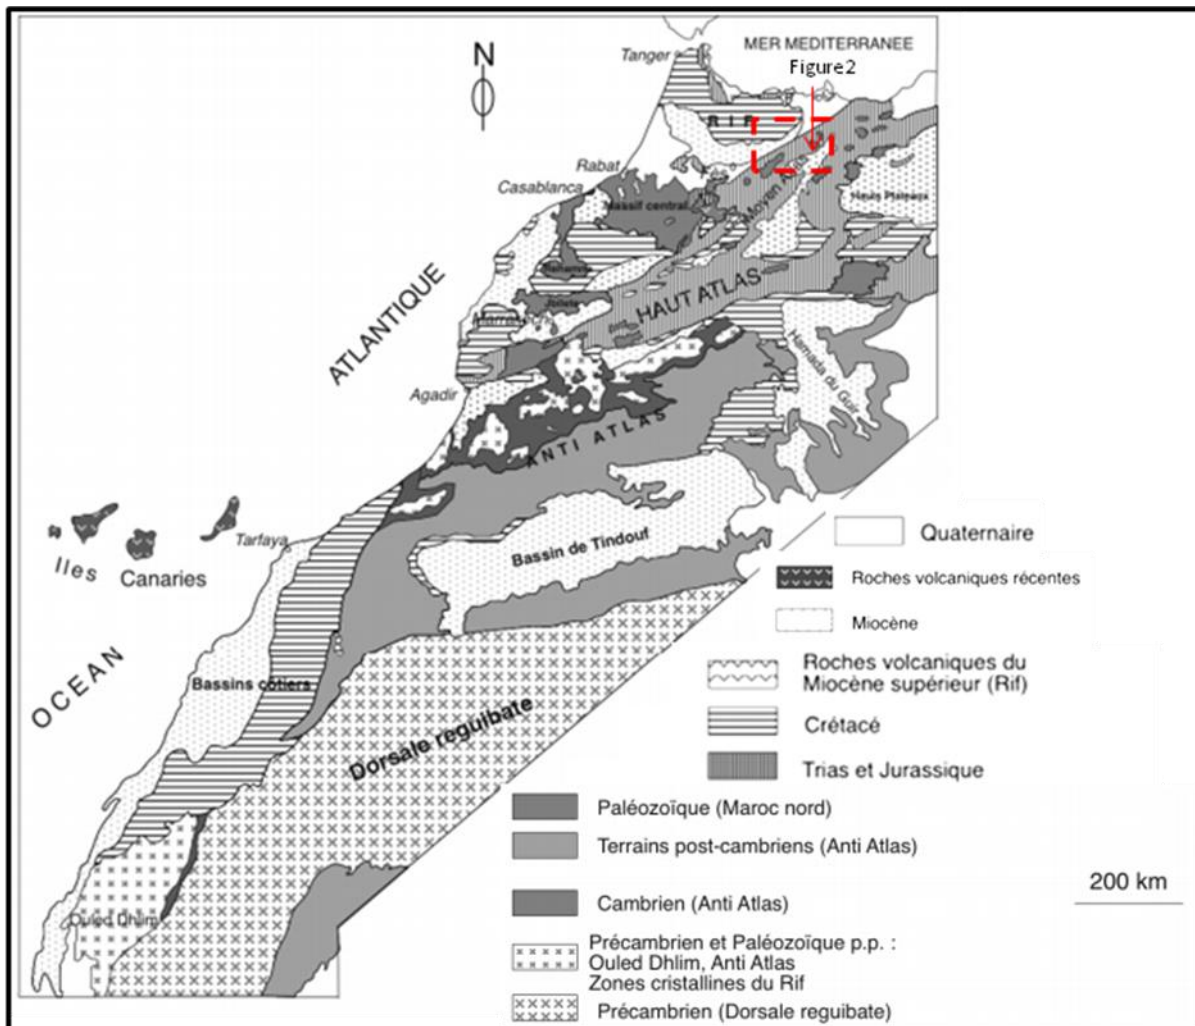 MER MEDITERRANEE
Figure2
Tanger
N
RIF
Rabat
Casablanca
Massif central
Moyen Atlas
Hauts Plateaux
Rehamna
Jbilete
HAUT ATLAS
ATLANTIQUE
Agadir
Hamada du Guir
ANTI ATLAS
Tarfaya
Bassin de Tindouf
Iles Canaries
OCEAN
Bassins côtiers
Dorsale reguibate
Ouled Dhlim
Quaternaire
Roches volcaniques récentes
Miocène
Roches volcaniques du
Miocène supérieur (Rif)
Crétacé
Trias et Jurassique
Paléozoïque (Maroc nord)
Terrains post-cambriens (Anti Atlas)
Cambrien (Anti Atlas)
Précambrien et Paléozoïque p.p. :
Ouled Dhlim, Anti Atlas
Zones cristallines du Rif
Précambrien (Dorsale reguibate)
200 km